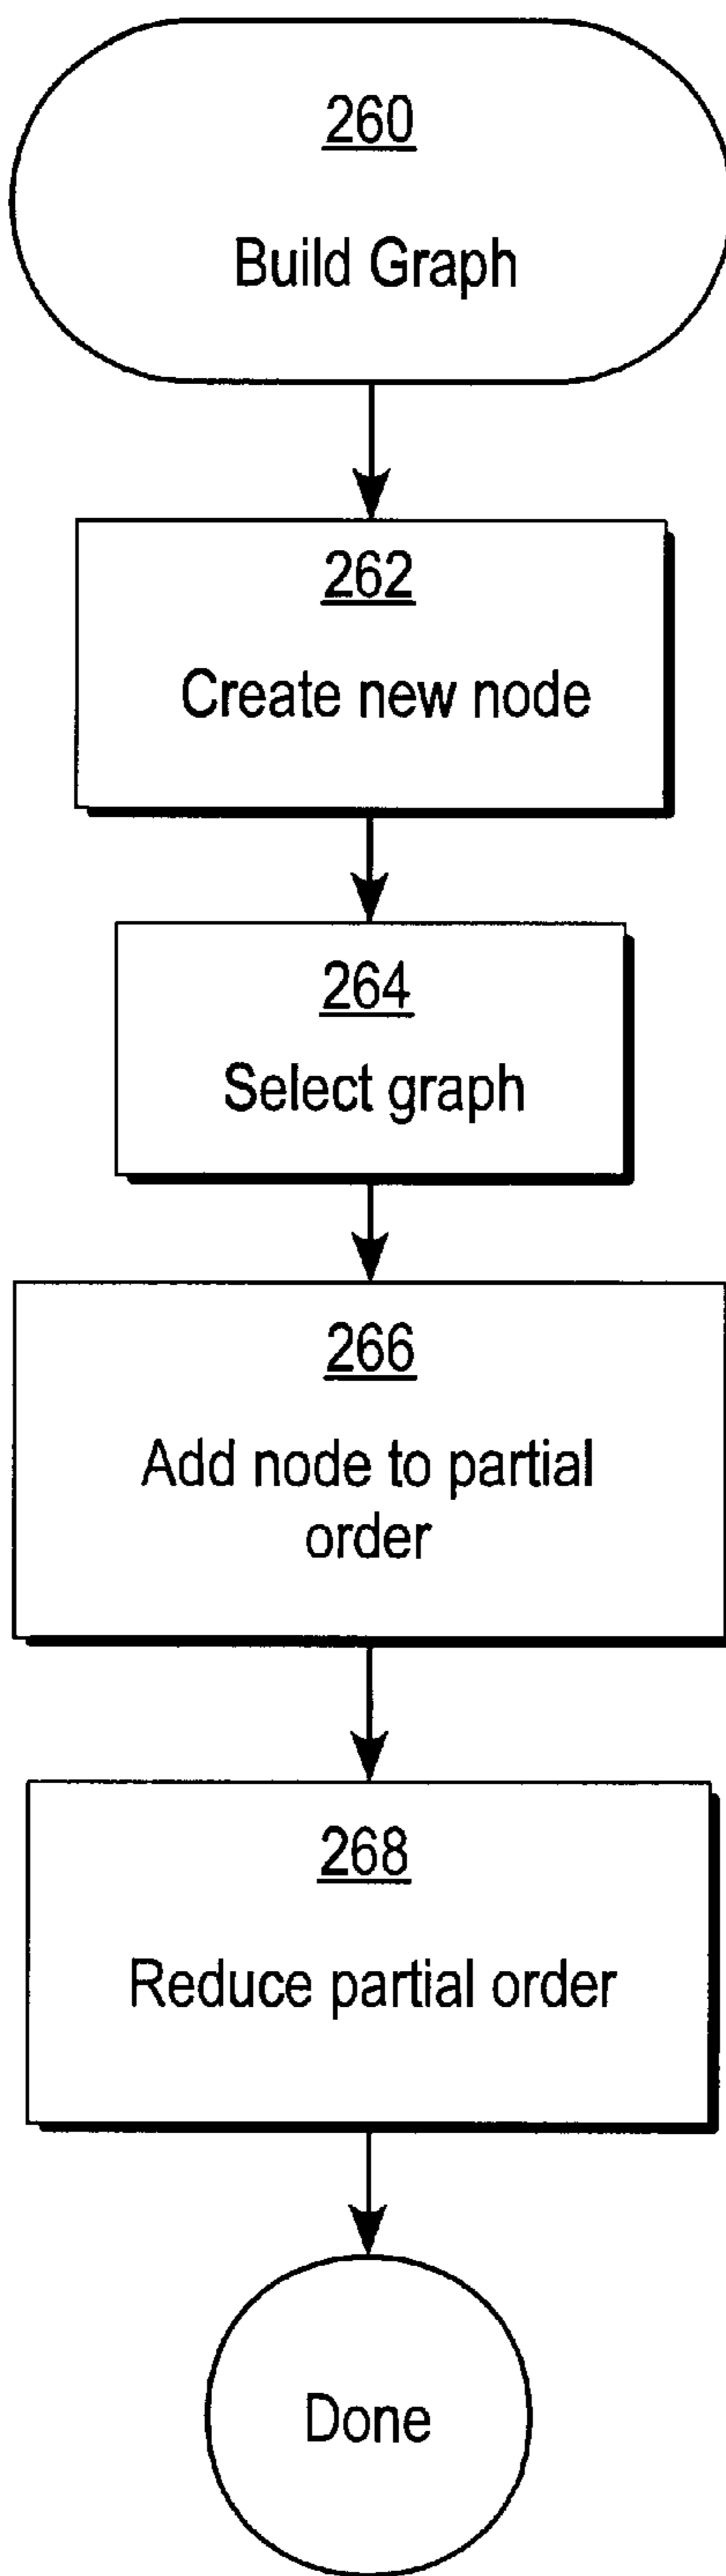 260
Build Graph
262
Create new node
264
Select graph
266
Add node to partial
order
268
Reduce partial order
Done